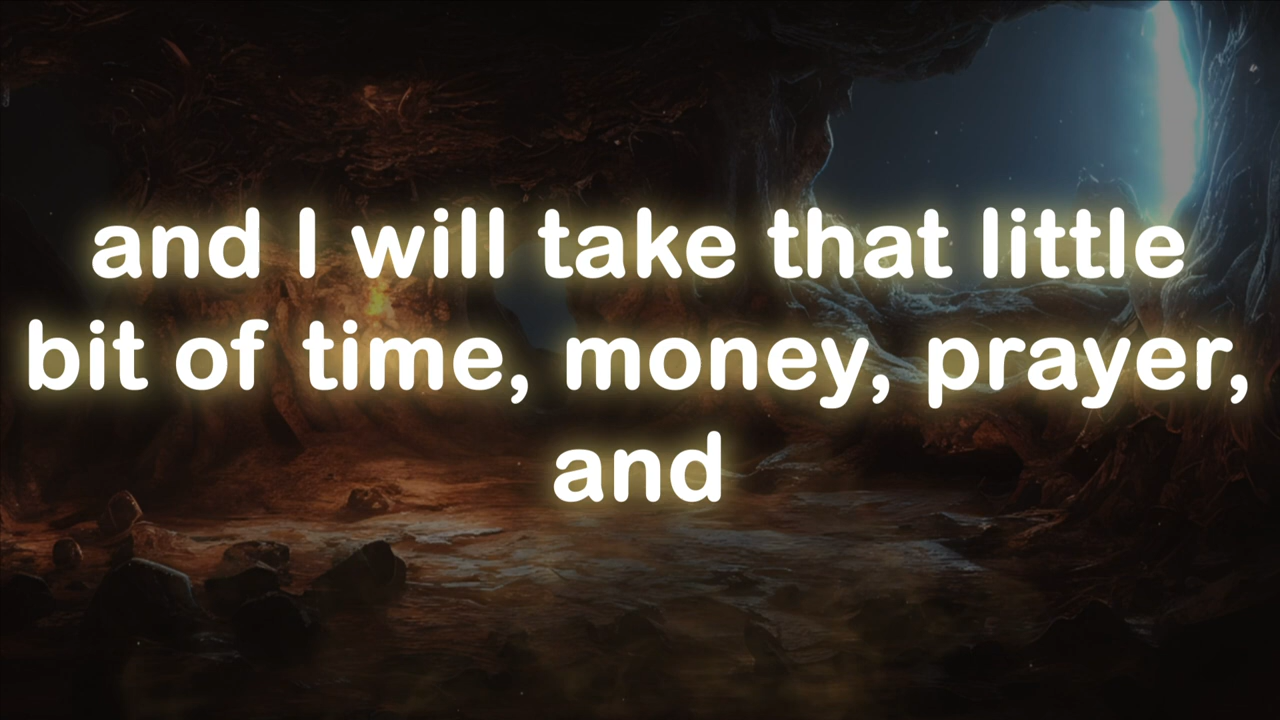 and I will take that little
bit of time, money, prayer,
and